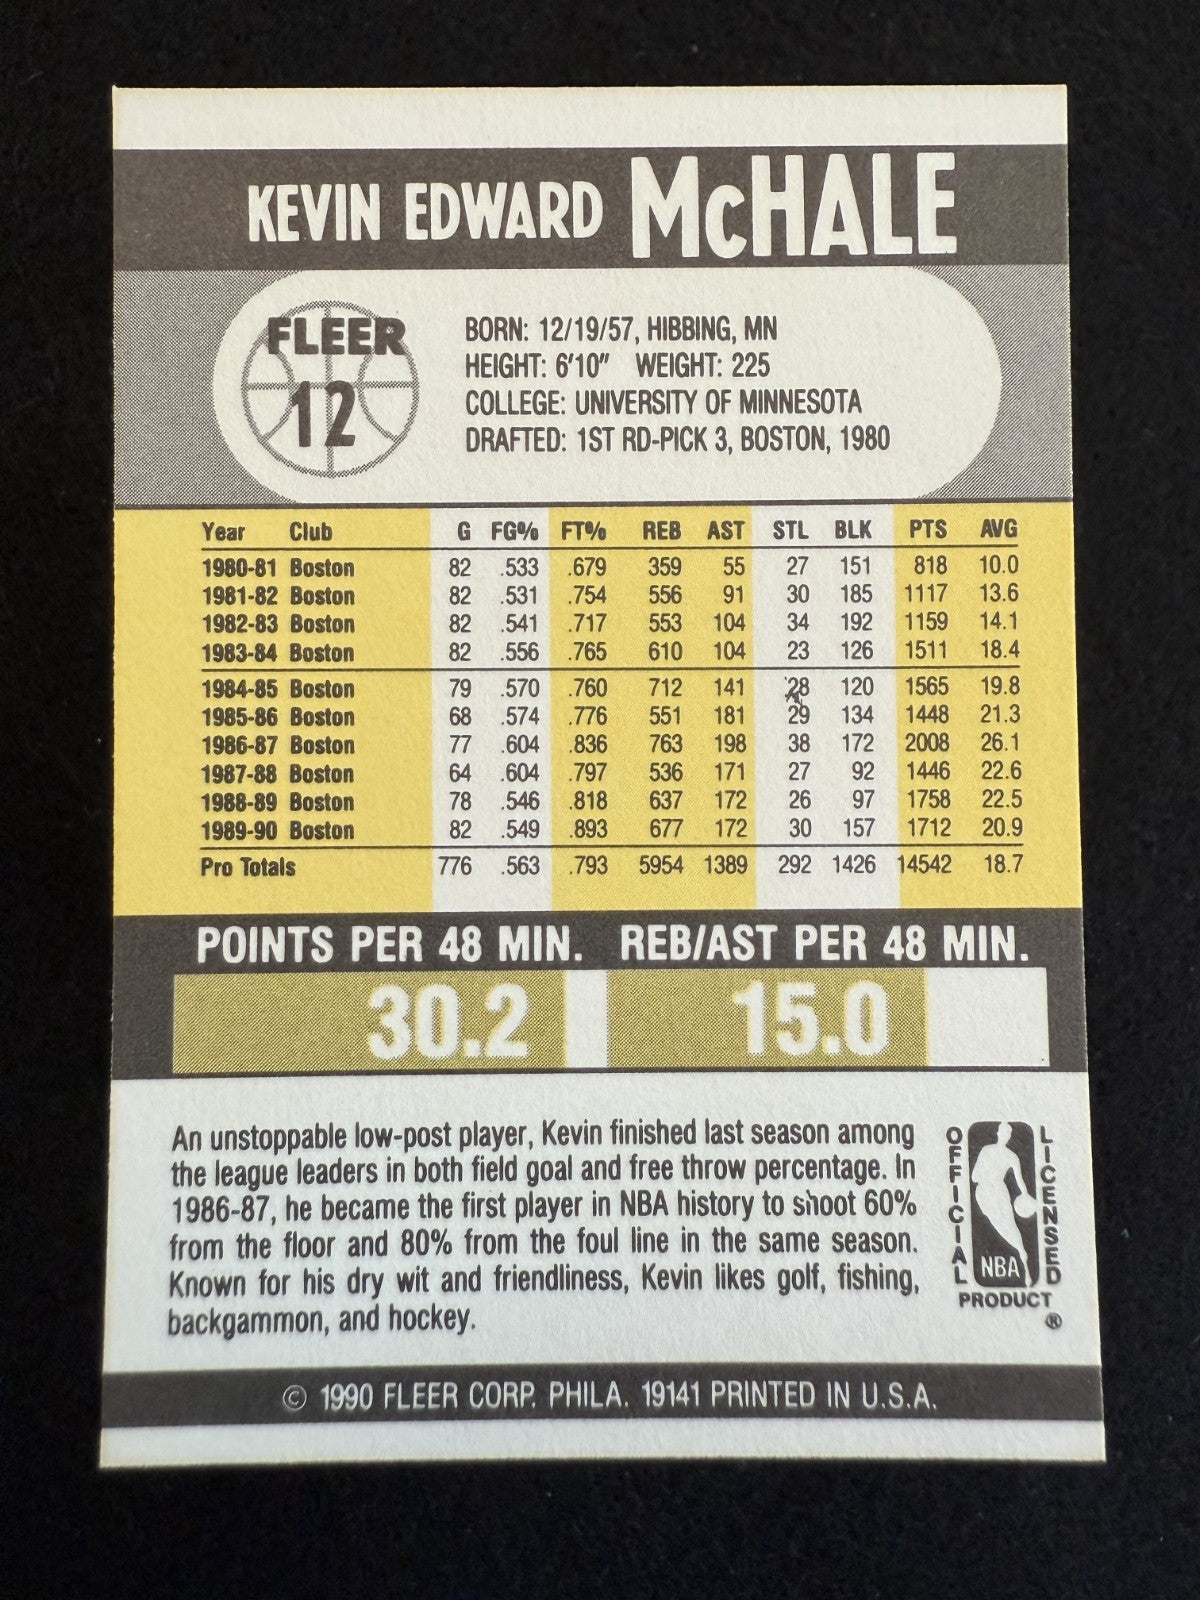 KEVIN EDWARD McHALE
FLEER
12
BORN: 12/19/57, HIBBING, MN
HEIGHT: 6'10" WEIGHT: 225
COLLEGE: UNIVERSITY OF MINNESOTA
DRAFTED: 1ST RD-PICK 3, BOSTON, 1980
Year Club G FG% FT% REB AST STL BLK PTS AVG
1980-81 Boston 82 .533 .679 359 55 27 151 818 10.0
1981-82 Boston 82 .531 .754 556 91 30 185 1117 13.6
1982-83 Boston 82 .541 .717 553 104 34 192 1159 14.1
1983-84 Boston 82 .556 .765 610 104 23 126 1511 18.4
1984-85 Boston 79 .570 .760 712 141 28 120 1565 19.8
1985-86 Boston 68 .574 .776 551 181 29 134 1448 21.3
1986-87 Boston 77 .604 .836 763 198 38 172 2008 26.1
1987-88 Boston 64 .604 .797 536 171 27 92 1446 22.6
1988-89 Boston 78 .546 .818 637 172 26 97 1758 22.5
1989-90 Boston 82 .549 .893 677 172 30 157 1712 20.9
Pro Totals 776 .563 .793 5954 1389 292 1426 14542 18.7
POINTS PER 48 MIN. REB/AST PER 48 MIN.
30.2 15.0
An unstoppable low-post player, Kevin finished last season among
the league leaders in both field goal and free throw percentage. In
1986-87, he became the first player in NBA history to shoot 60%
from the floor and 80% from the foul line in the same season.
Known for his dry wit and friendliness, Kevin likes golf, fishing,
backgammon, and hockey.
OFFICIAL
LICENSED
NBA
PRODUCT
®
© 1990 FLEER CORP. PHILA. 19141 PRINTED IN U.S.A.